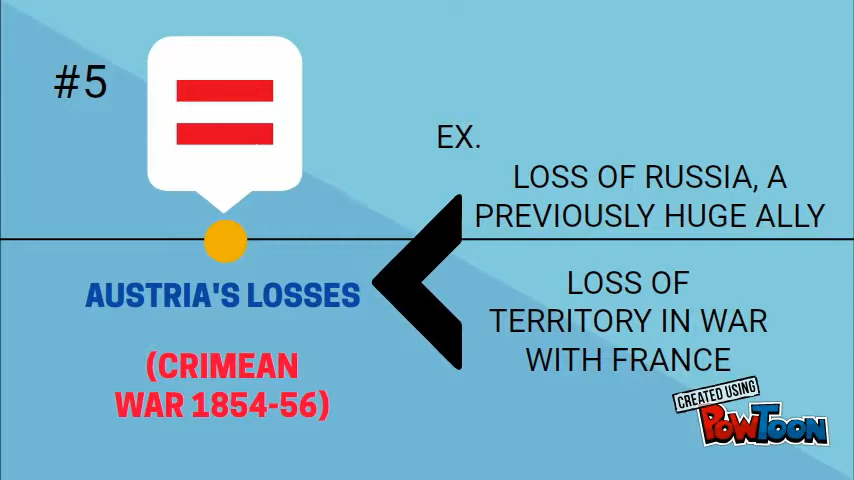 #5
EX.
LOSS OF RUSSIA, A
PREVIOUSLY HUGE ALLY
AUSTRIA'S LOSSES
(CRIMEAN
WAR 1854-56)
LOSS OF
TERRITORY IN WAR
WITH FRANCE
CREATED USING
POWTOON